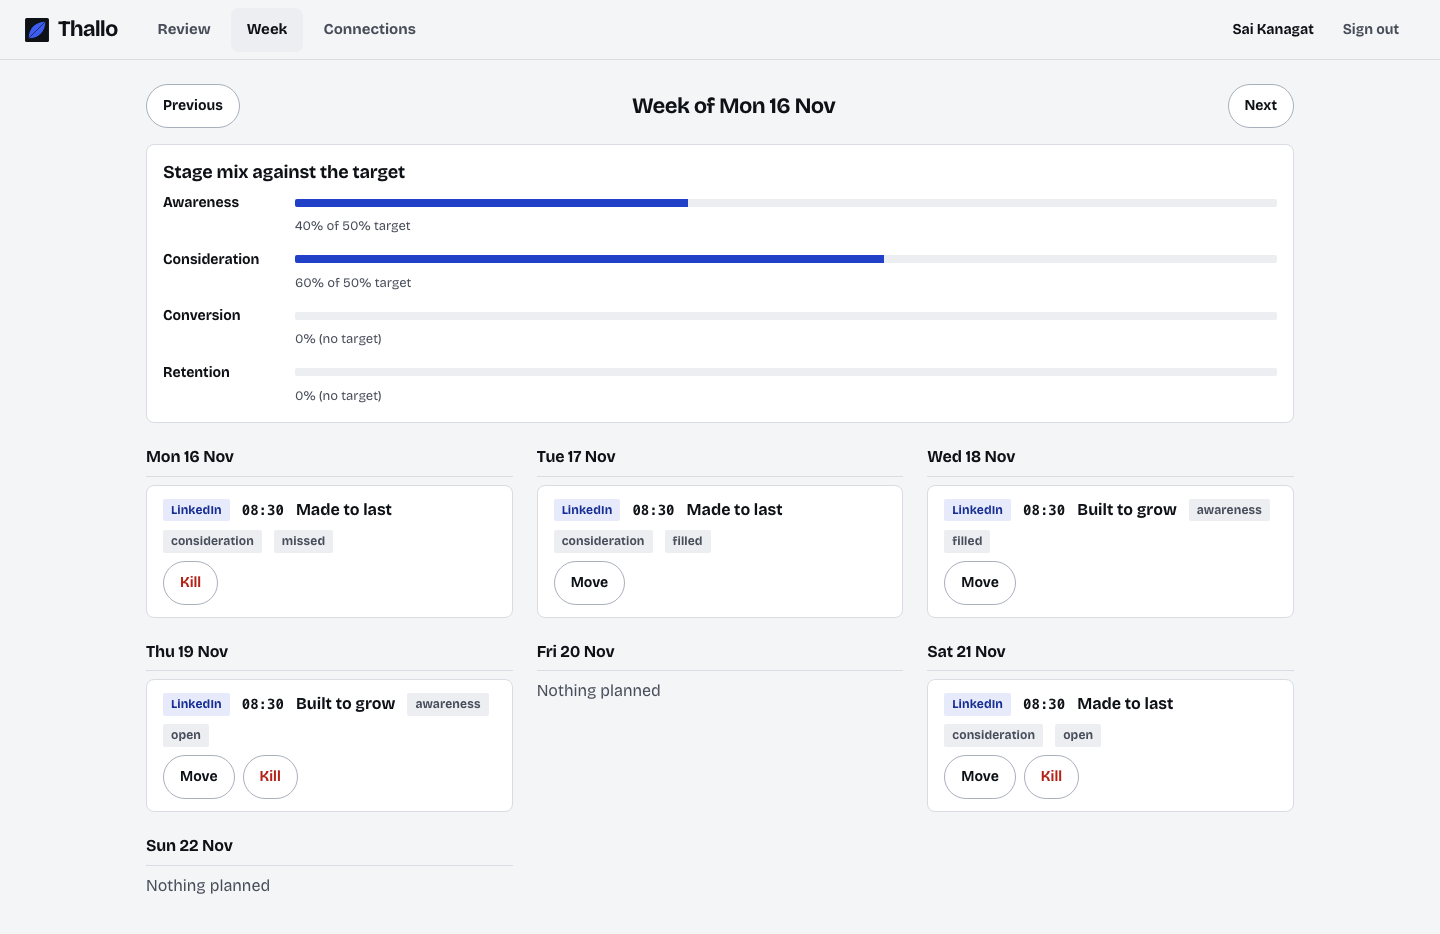 Thallo Review Week Connections Sai Kanagat Sign out
Previous Week of Mon 16 Nov Next
Stage mix against the target
Awareness
40% of 50% target
Consideration
60% of 50% target
Conversion
0% (no target)
Retention
0% (no target)
Mon 16 Nov
LinkedIn 08:30 Made to last
consideration missed
Kill
Tue 17 Nov
LinkedIn 08:30 Made to last
consideration filled
Move
Wed 18 Nov
LinkedIn 08:30 Built to grow awareness
filled
Move
Thu 19 Nov
LinkedIn 08:30 Built to grow awareness
open
Move Kill
Fri 20 Nov
Nothing planned
Sat 21 Nov
LinkedIn 08:30 Made to last
consideration open
Move Kill
Sun 22 Nov
Nothing planned